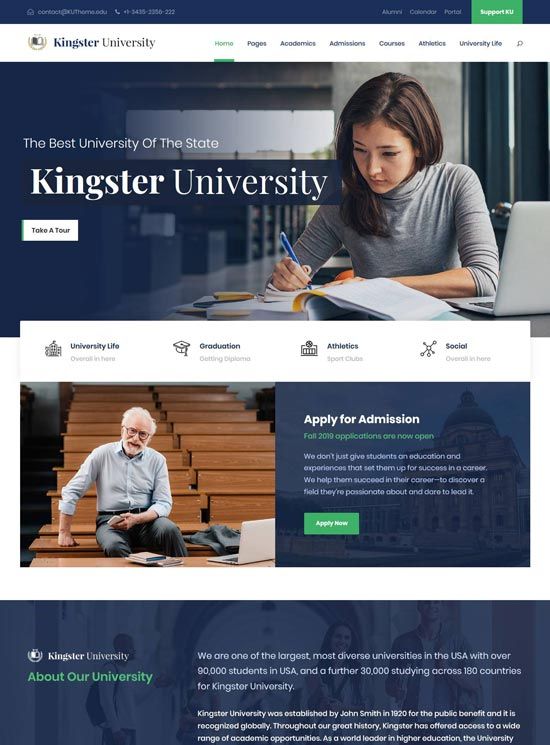 contact@KUTheme.edu +1-3435-2356-222 Alumni Calendar Portal Support KU
Kingster University Home Pages Academics Admissions Courses Athletics University Life
The Best University Of The State
Kingster University
Take A Tour
University Life Graduation Athletics Social
Overall in here Getting Diploma Sport Clubs Overall in here
Apply for Admission
Fall 2019 applications are now open
We don't just give students an education and
experiences that set them up for success in a career.
We help them succeed in their career—to discover a
field they're passionate about and dare to lead it.
Apply Now
Kingster University
About Our University
We are one of the largest, most diverse universities in the USA with over
90,000 students in USA, and a further 30,000 studying across 180 countries
for Kingster University.
Kingster University was established by John Smith in 1920 for the public benefit and it is
recognized globally. Throughout our great history, Kingster has offered access to a wide
range of academic opportunities. As a world leader in higher education, the University